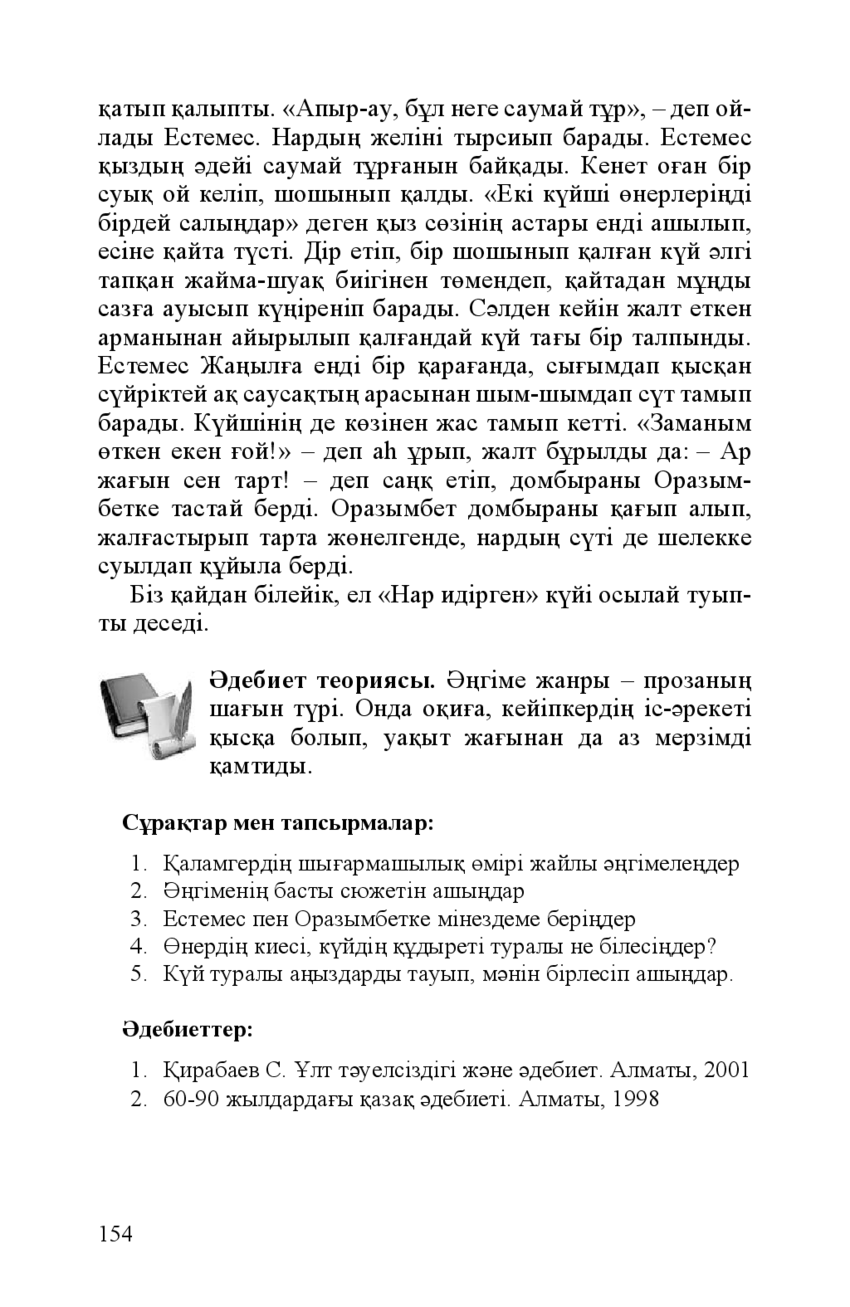 қатып қалыпты. «Апыр-ау, бұл неге саумай тұр», – деп ой-
лады Естемес. Нардың желіні тырсиып барады. Естемес
қыздың әдейі саумай тұрғанын байқады. Кенет оған бір
суық ой келіп, шошынып қалды. «Екі күйші өнерлеріңді
бірдей салыңдар» деген қыз сөзінің астары енді ашылып,
есіне қайта түсті. Дір етіп, бір шошынып қалған күй әлгі
тапқан жайма-шуақ биігінен төмендеп, қайтадан мұңды
сазға ауысып күңіреніп барады. Сәлден кейін жалт еткен
арманынан айырылып қалғандай күй тағы бір талпынды.
Естемес Жаңылға енді бір қарағанда, сығымдап қысқан
сүйріктей ақ саусақтың арасынан шым-шымдап сүт тамып
барады. Күйшінің де көзінен жас тамып кетті. «Заманым
өткен екен ғой!» – деп аһ ұрып, жалт бұрылды да: – Ар
жағын сен тарт! – деп саңқ етіп, домбыраны Оразым-
бетке тастай берді. Оразымбет домбыраны қағып алып,
жалғастырып тарта жөнелгенде, нардың сүті де шелекке
суылдап құйыла берді.
Біз қайдан білейік, ел «Нар идірген» күйі осылай туып-
ты деседі.
Әдебиет теориясы. Әңгіме жанры – прозаның
шағын түрі. Онда оқиға, кейіпкердің іс-әрекеті
қысқа болып, уақыт жағынан да аз мерзімді
қамтиды.
Сұрақтар мен тапсырмалар:
1. Қаламгердің шығармашылық өмірі жайлы әңгімелеңдер
2. Әңгіменің басты сюжетін ашыңдар
3. Естемес пен Оразымбетке мінездеме беріңдер
4. Өнердің киесі, күйдің құдыреті туралы не білесіңдер?
5. Күй туралы аңыздарды тауып, мәнін бірлесіп ашыңдар.
Әдебиеттер:
1. Қирабаев С. Ұлт тәуелсіздігі және әдебиет. Алматы, 2001
2. 60-90 жылдардағы қазақ әдебиеті. Алматы, 1998
154